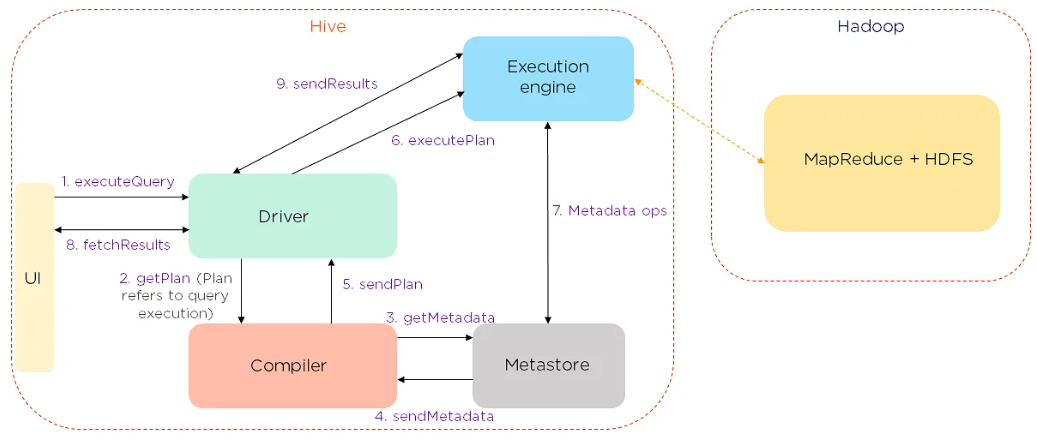 Hive
Hadoop
Execution
engine
9. sendResults
6. executePlan
MapReduce + HDFS
1. executeQuery
Driver
7. Metadata ops
8. fetchResults
UI
2. getPlan (Plan
refers to query
execution)
5. sendPlan
3. getMetadata
Compiler
Metastore
4. sendMetadata